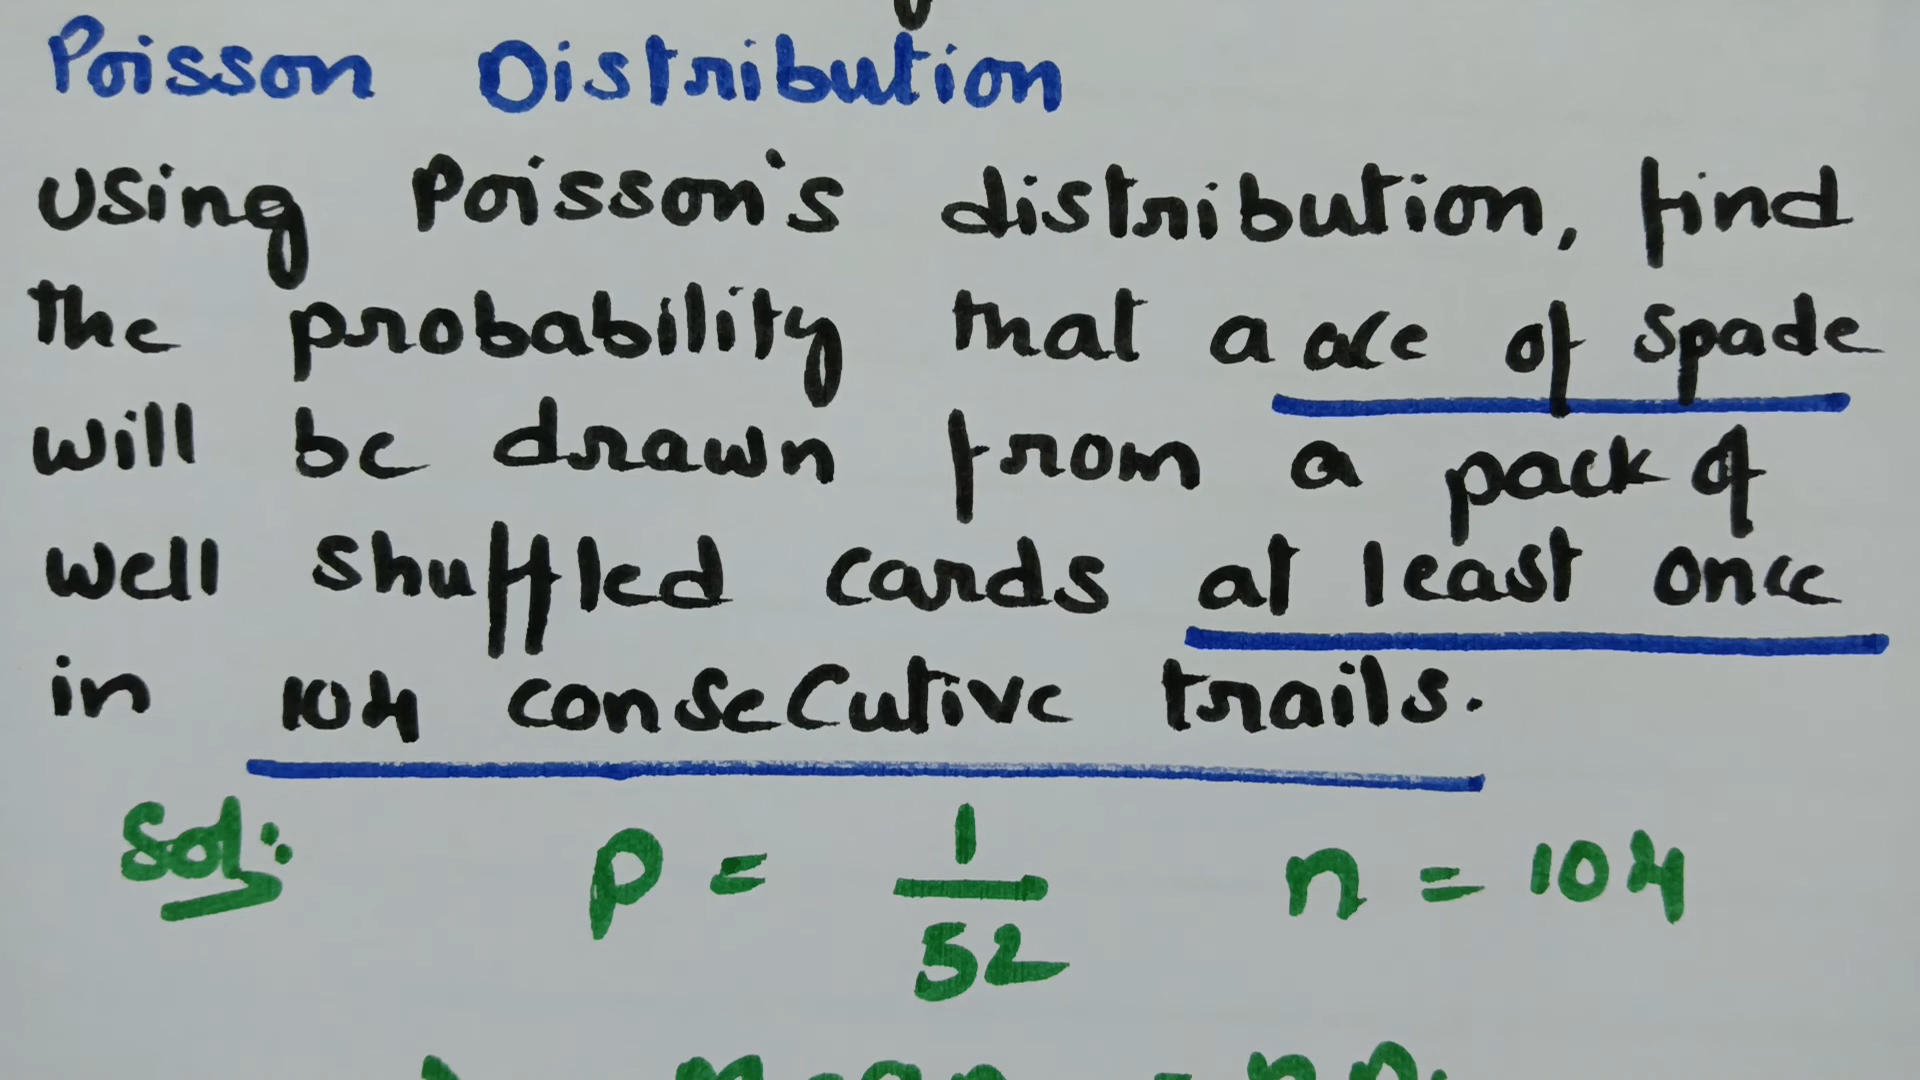 Poisson Distribution
Using Poisson's distribution, find
the probability that a ace of spade
will be drawn from a pack of
well shuffled cards at least once
in 104 consecutive trails.
Sol:
p = 1/52 n = 104